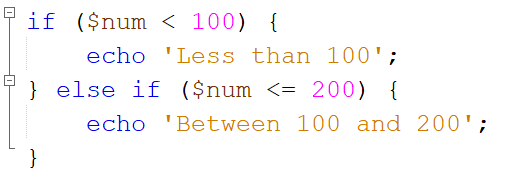 if ($num < 100) {
    echo 'Less than 100';
} else if ($num <= 200) {
    echo 'Between 100 and 200';
}